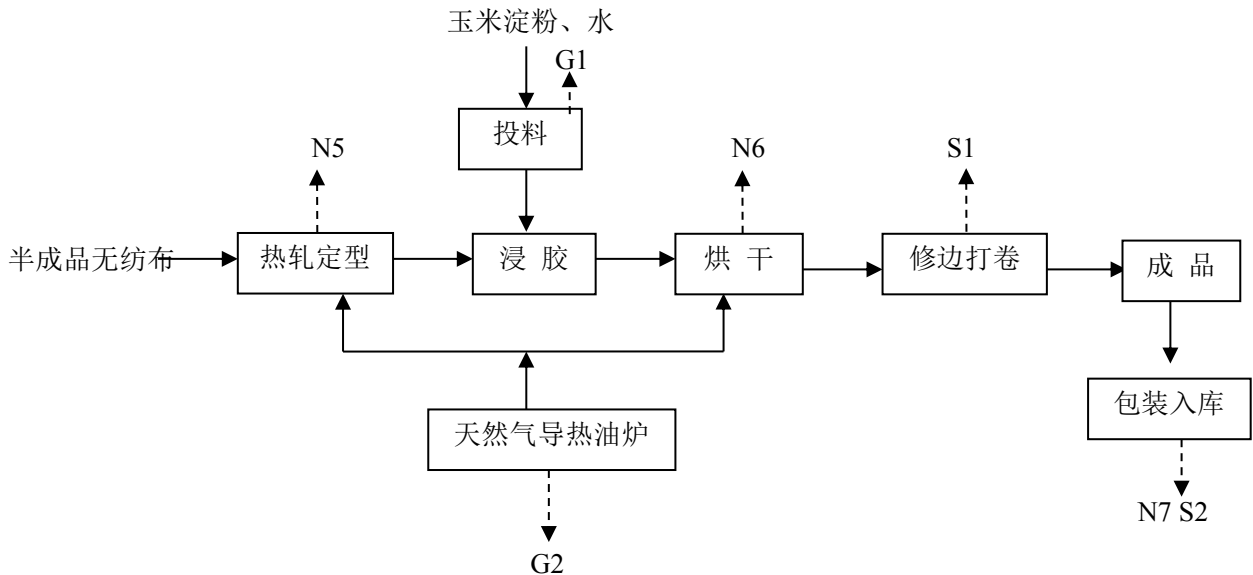 玉米淀粉、水
G1
投料
N5
N6
S1
半成品无纺布
热轧定型
浸 胶
烘 干
修边打卷
成 品
包装入库
天然气导热油炉
N7 S2
G2